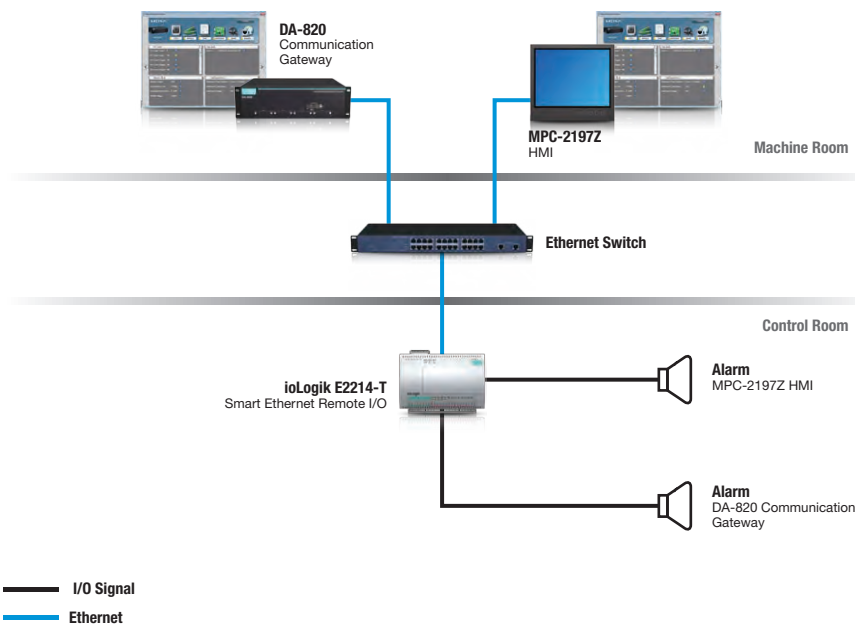 DA-820
Communication
Gateway
MPC-2197Z
HMI
Machine Room
Ethernet Switch
Control Room
ioLogik E2214-T
Smart Ethernet Remote I/O
Alarm
MPC-2197Z HMI
Alarm
DA-820 Communication
Gateway
I/O Signal
Ethernet